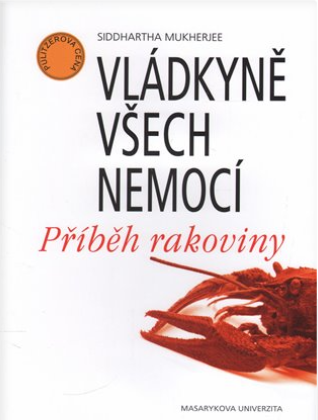 SIDDHARTHA MUKHERJEE
PULITZEROVA CENA
VLÁDKYNĚ
VŠECH
NEMOCÍ
Příběh rakoviny
MASARYKOVA UNIVERZITA